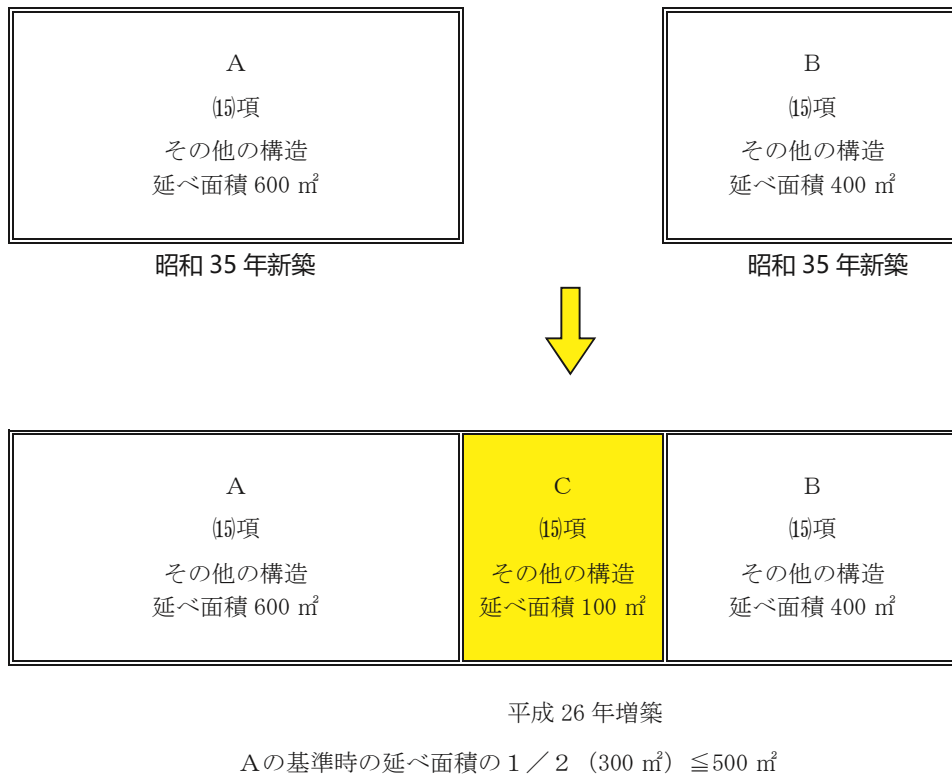 A
⒂項
その他の構造
延べ面積 600 ㎡
B
⒂項
その他の構造
延べ面積 400 ㎡
昭和 35 年新築
昭和 35 年新築
A
⒂項
その他の構造
延べ面積 600 ㎡
C
⒂項
その他の構造
延べ面積 100 ㎡
B
⒂項
その他の構造
延べ面積 400 ㎡
平成 26 年増築
Aの基準時の延べ面積の1/2(300 ㎡)≦500 ㎡